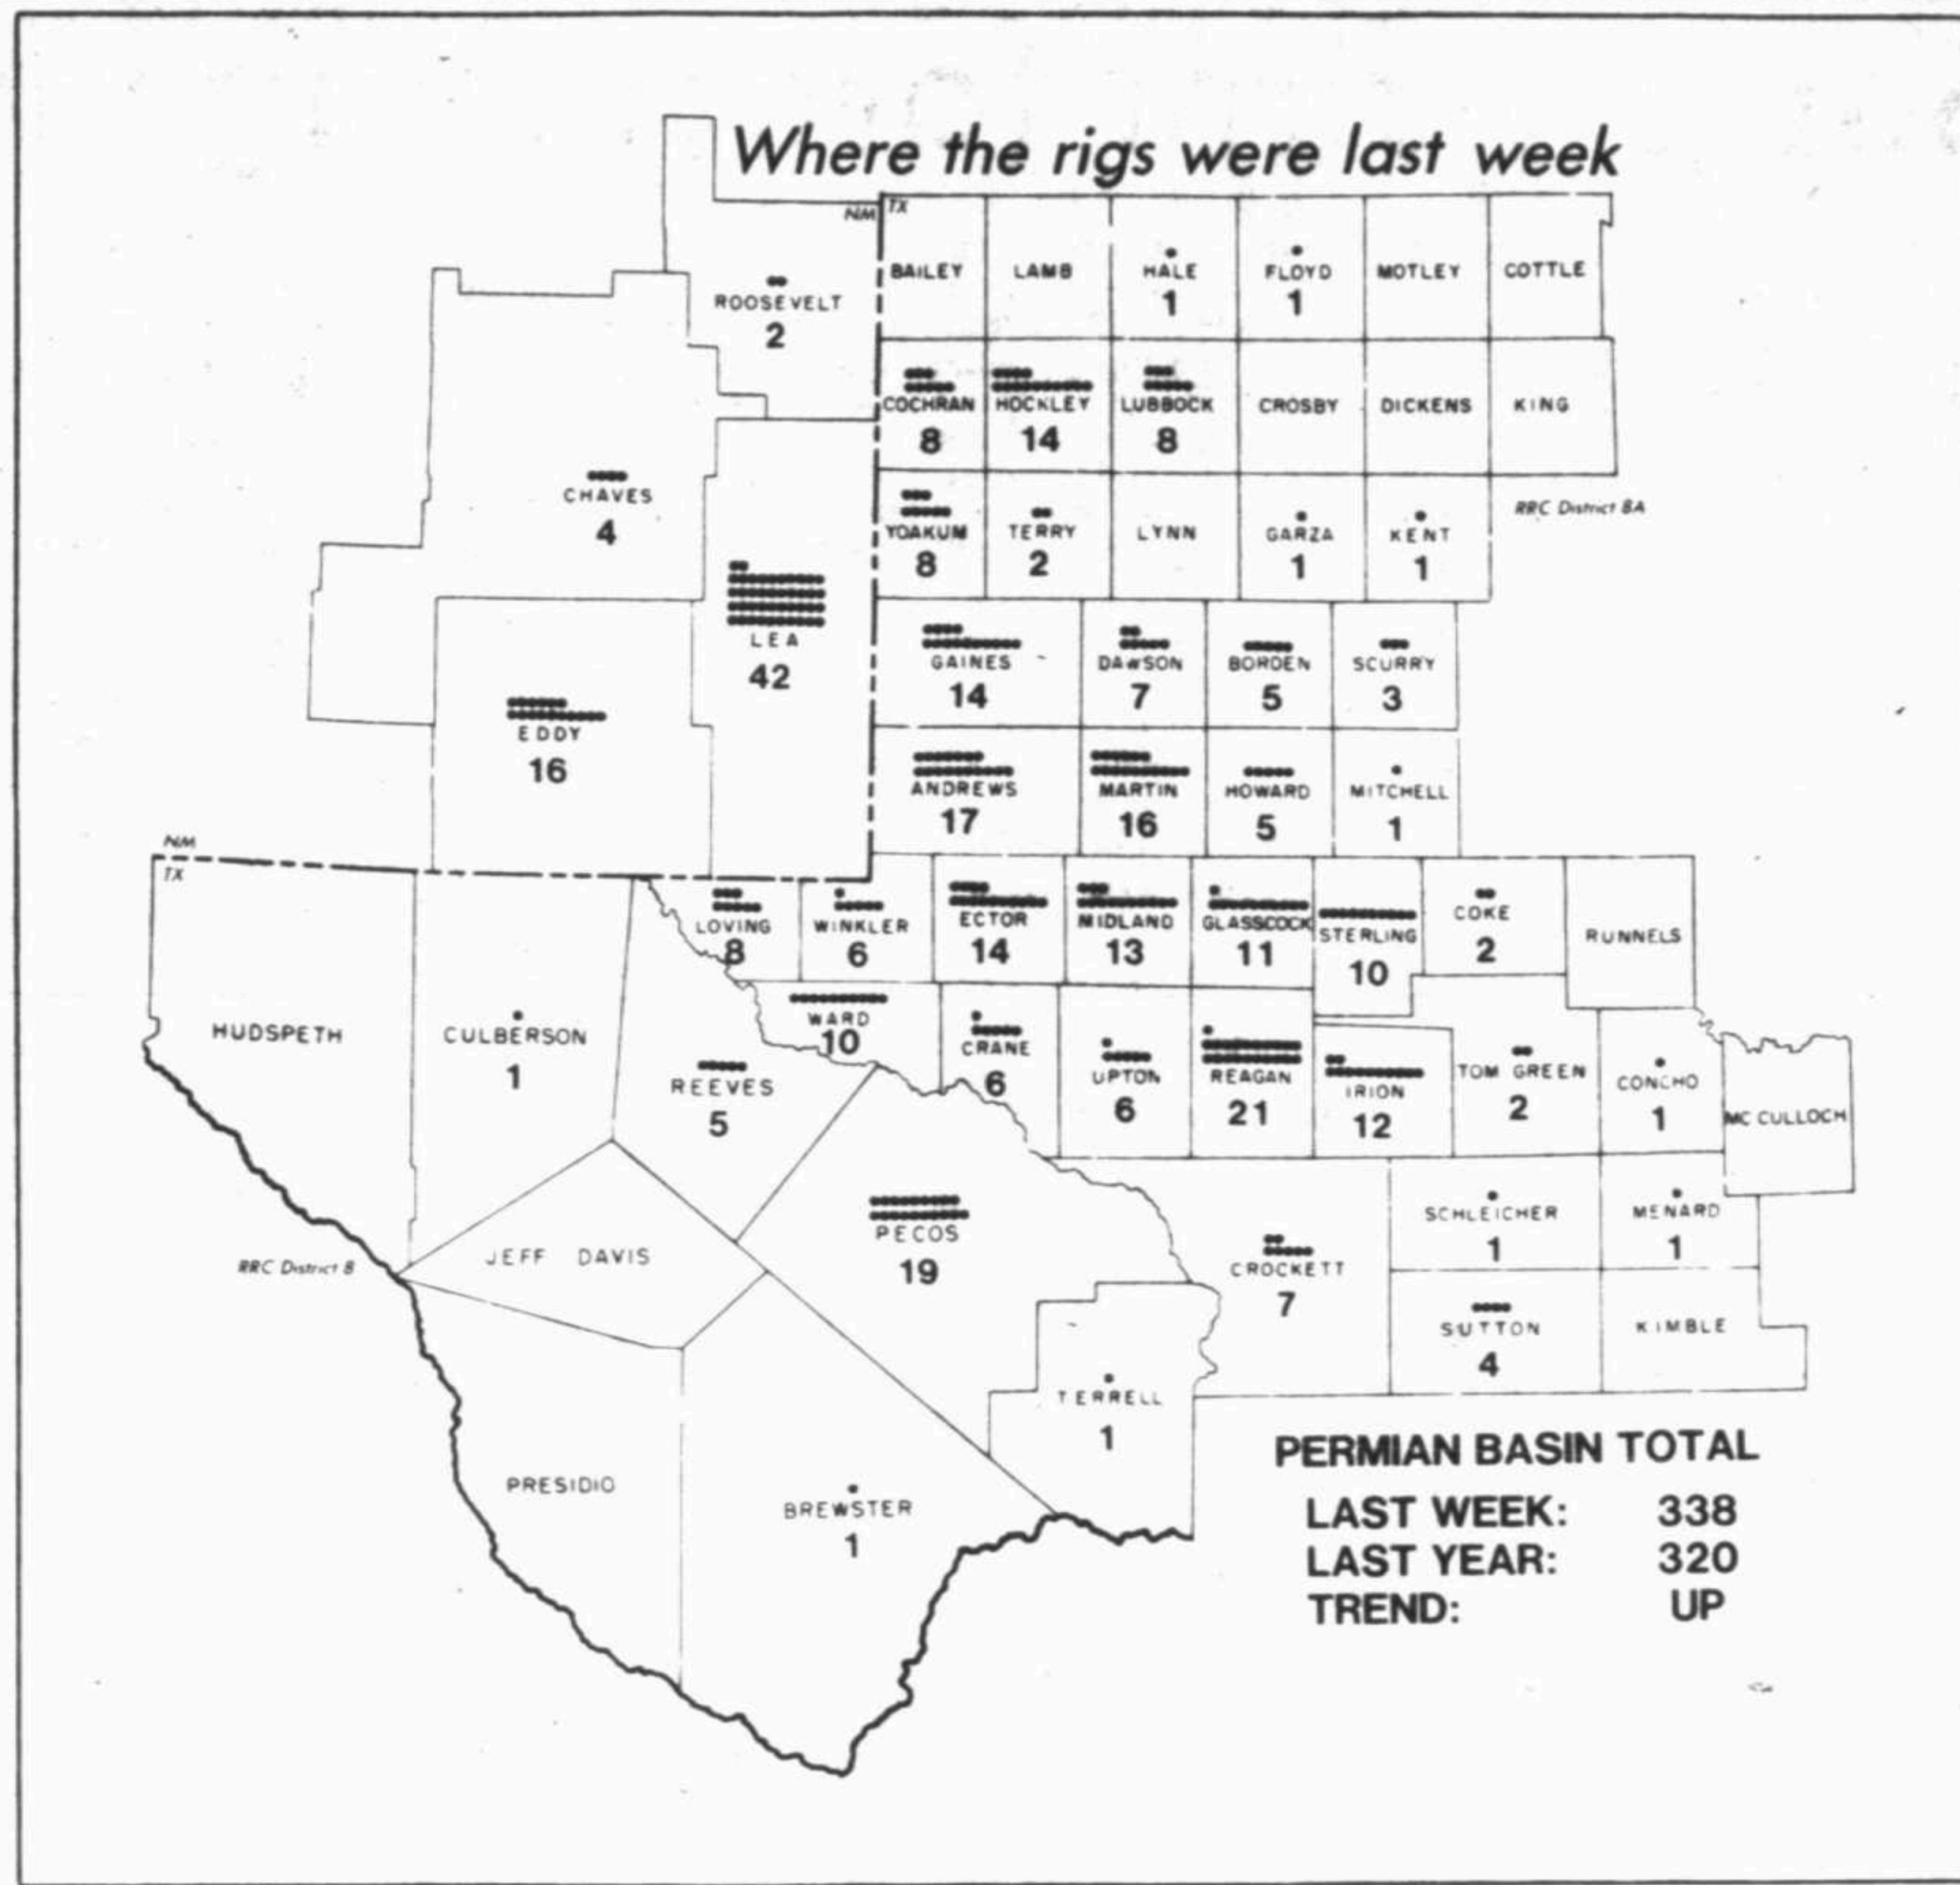 Where the rigs were last week
NM TX
ROOSEVELT
2
BAILEY
LAMB
HALE
1
FLOYD
1
MOTLEY
COTTLE
COCHRAN
8
HOCKLEY
14
LUBBOCK
8
CROSBY
DICKENS
KING
CHAVES
4
YOAKUM
8
TERRY
2
LYNN
GARZA
1
KENT
1
RRC District 8A
LEA
42
GAINES
14
DAWSON
7
BORDEN
5
SCURRY
3
EDDY
16
ANDREWS
17
MARTIN
16
HOWARD
5
MITCHELL
1
NM
TX
LOVING
8
WINKLER
6
ECTOR
14
MIDLAND
13
GLASSCOCK
11
STERLING
10
COKE
2
RUNNELS
HUDSPETH
CULBERSON
1
REEVES
5
WARD
10
CRANE
6
UPTON
6
REAGAN
21
IRION
12
TOM GREEN
2
CONCHO
1
MC CULLOCH
RRC District 8
JEFF DAVIS
PECOS
19
CROCKETT
7
SCHLEICHER
1
MENARD
1
SUTTON
4
KIMBLE
TERRELL
1
PRESIDIO
BREWSTER
1
PERMIAN BASIN TOTAL
LAST WEEK: 338
LAST YEAR: 320
TREND: UP